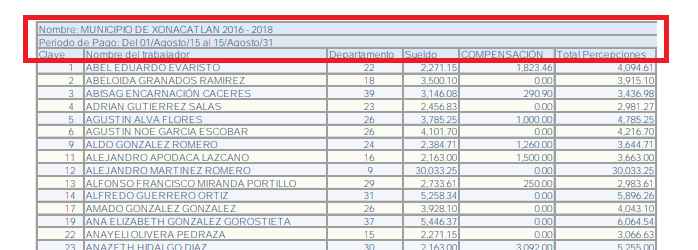 Nombre: MUNICIPIO DE XONACATLAN 2016 - 2018
Periodo de Pago: Del 01/Agosto/15 al 15/Agosto/31
Clave Nombre del trabajador Departamento Sueldo COMPENSACIÓN Total Percepciones
1 ABEL EDUARDO EVARISTO 22 2,271.15 1,823.46 4,094.61
2 ABELOIDA GRANADOS RAMIREZ 18 3,500.10 0.00 3,915.10
3 ABISAG ENCARNACIÓN CACERES 39 3,146.08 290.90 3,436.98
4 ADRIAN GUTIERREZ SALAS 23 2,456.83 0.00 2,981.27
5 AGUSTIN ALVA FLORES 26 3,785.25 1,000.00 4,785.25
6 AGUSTIN NOE GARCIA ESCOBAR 26 4,101.70 0.00 4,216.70
9 ALDO GONZALEZ ROMERO 24 2,384.71 1,260.00 3,644.71
11 ALEJANDRO APODACA LAZCANO 16 2,163.00 1,500.00 3,663.00
12 ALEJANDRO MARTINEZ ROMERO 9 30,033.25 0.00 30,033.25
13 ALFONSO FRANCISCO MIRANDA PORTILLO 29 2,733.61 250.00 2,983.61
14 ALFREDO GUERRERO ORTIZ 31 5,258.34 0.00 5,896.26
17 AMADO GONZALEZ GONZALEZ 26 3,928.10 0.00 4,043.10
19 ANA ELIZABETH GONZALEZ GOROSTIETA 37 5,446.37 0.00 6,064.54
22 ANAYELI OLIVERA PEDRAZA 15 2,271.15 0.00 3,066.63
23 ANAZETH HIDALGO DIAZ 30 2,163.00 3,092.00 5,255.00